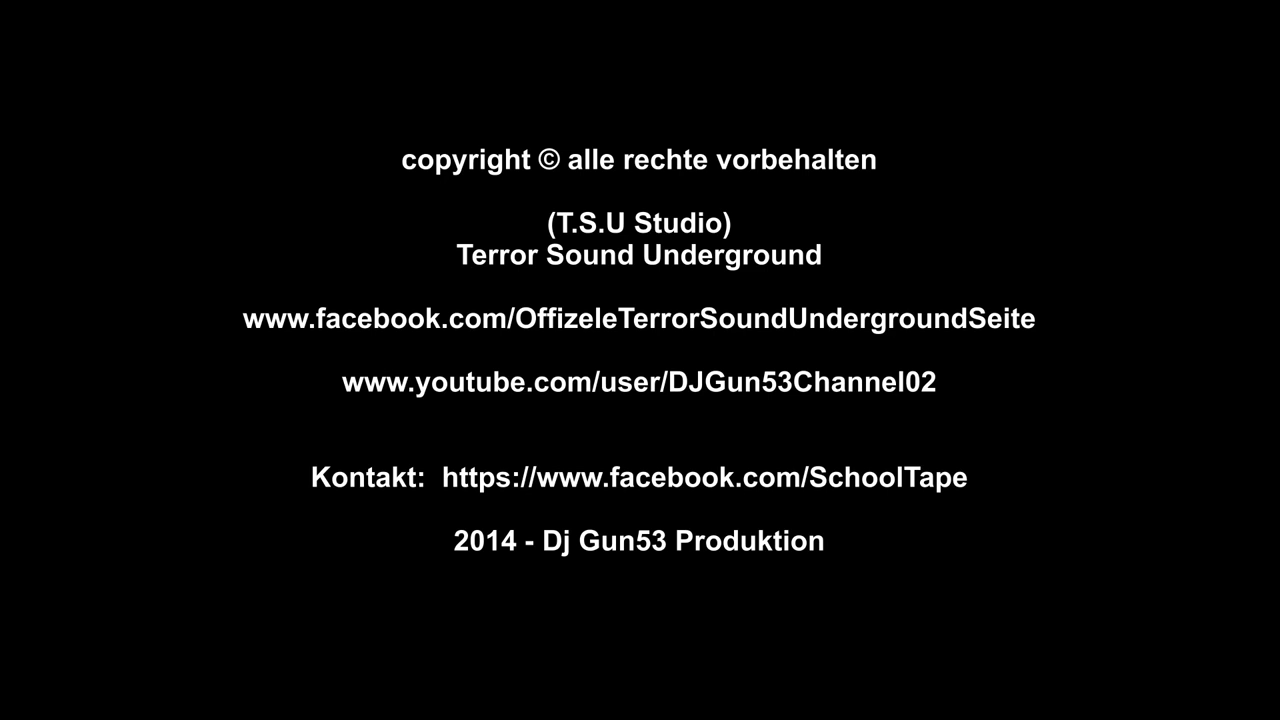 copyright © alle rechte vorbehalten
(T.S.U Studio)
Terror Sound Underground
www.facebook.com/OffizeleTerrorSoundUndergroundSeite
www.youtube.com/user/DJGun53Channel02
Kontakt:  https://www.facebook.com/SchoolTape
2014 - Dj Gun53 Produktion